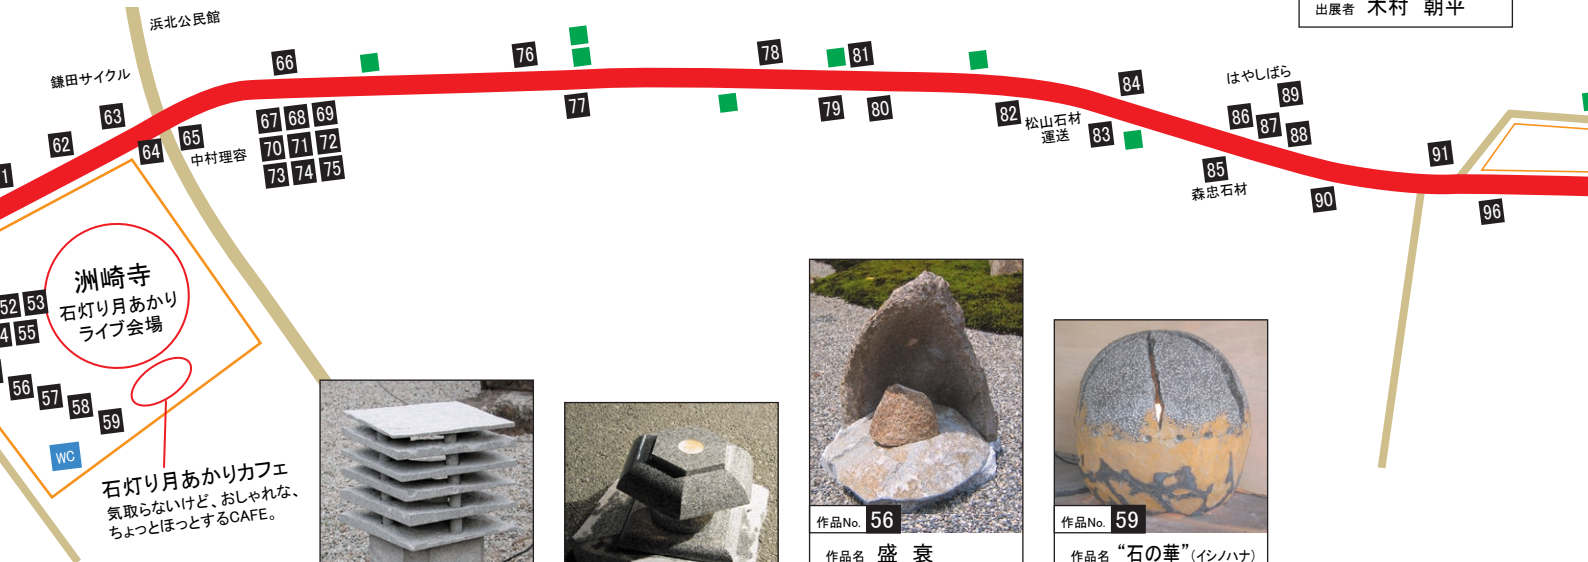 浜北公民館
出展者 木村 朝平
鎌田サイクル
66
76
78
81
84
はやしばら
89
63
62
65
64
中村理容
67 68 69
70 71 72
73 74 75
77
79
80
82
松山石材
運送
83
86
87
88
85
森忠石材
90
91
96
1
洲崎寺
石灯り月あかり
ライブ会場
52 53
4 55
56
57
58
59
WC
石灯り月あかりカフェ
気取らないけど、おしゃれな、
ちょっとほっとするCAFE。
作品No. 56
作品名 盛 衰
作品No. 59
作品名 “石の華”(イシノハナ)